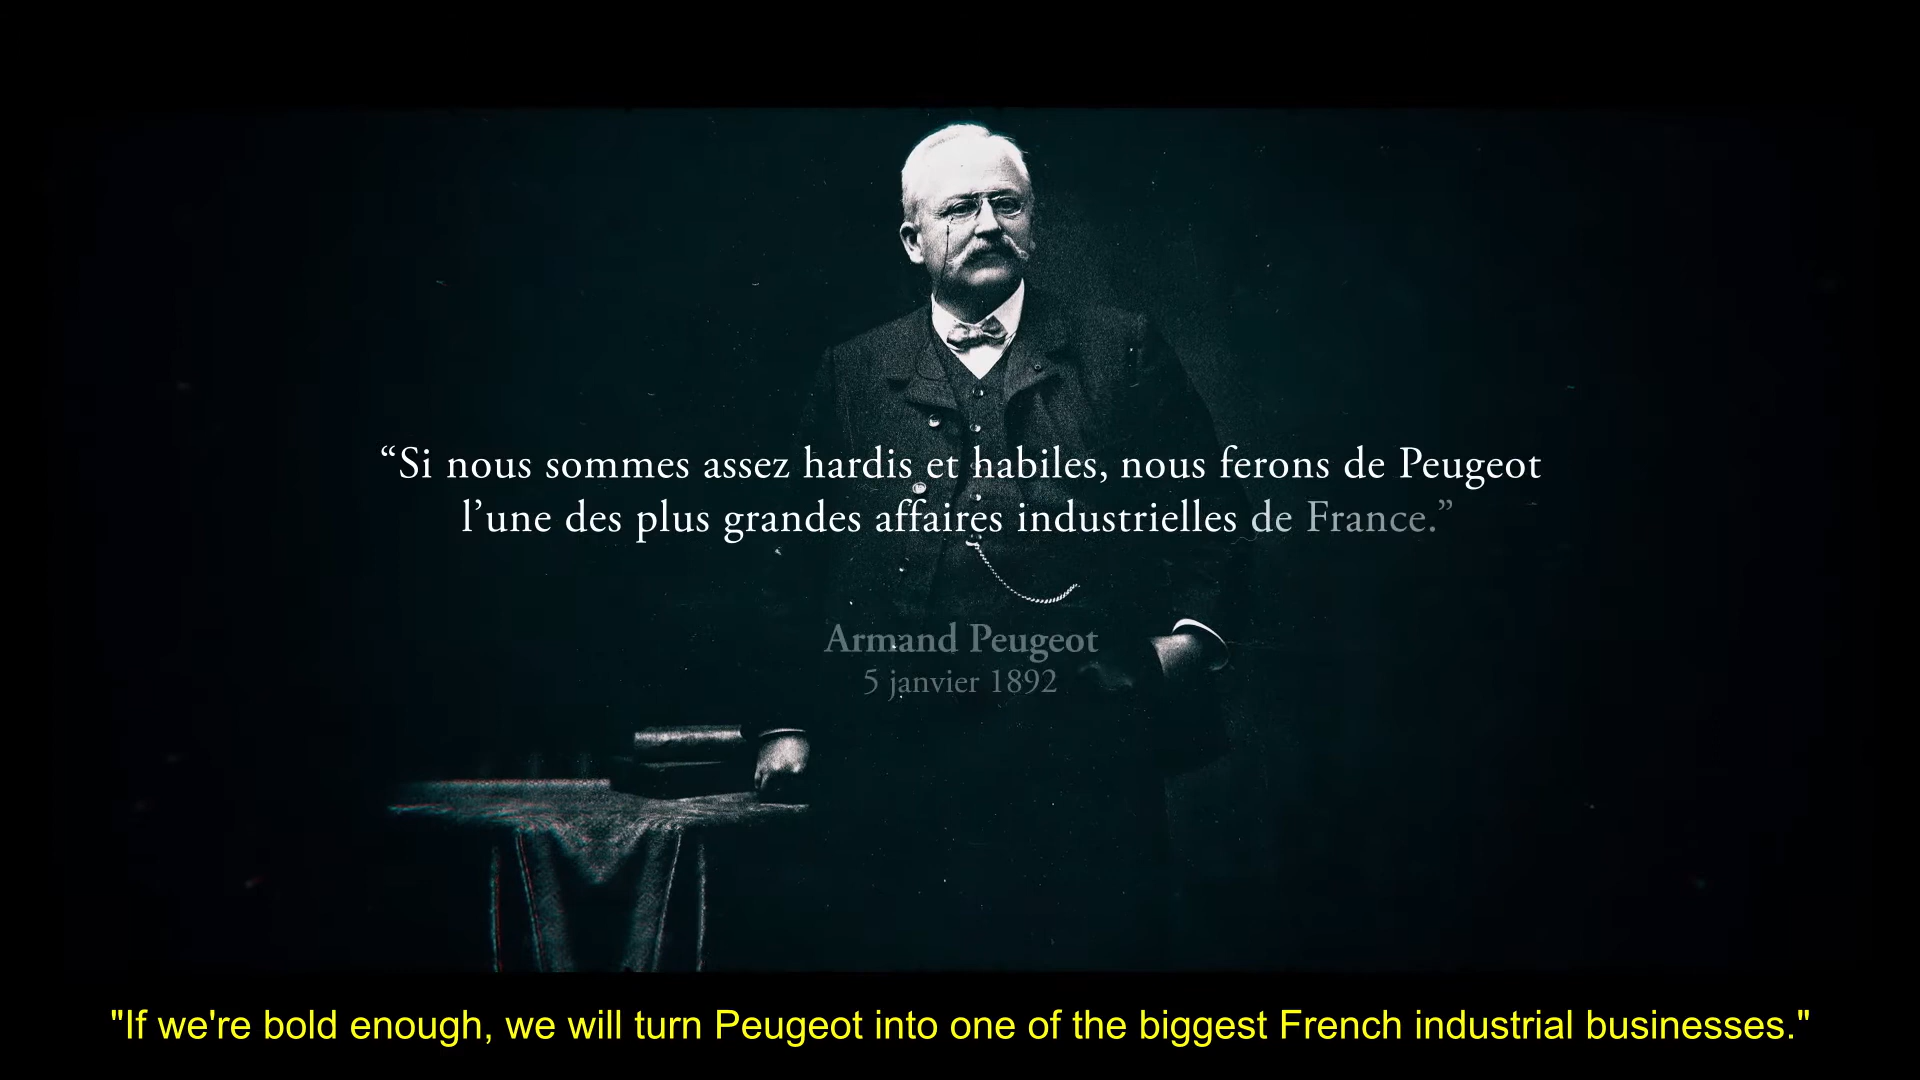 “Si nous sommes assez hardis et habiles, nous ferons de Peugeot
l’une des plus grandes affaires industrielles de France.”
Armand Peugeot
5 janvier 1892
"If we're bold enough, we will turn Peugeot into one of the biggest French industrial businesses."